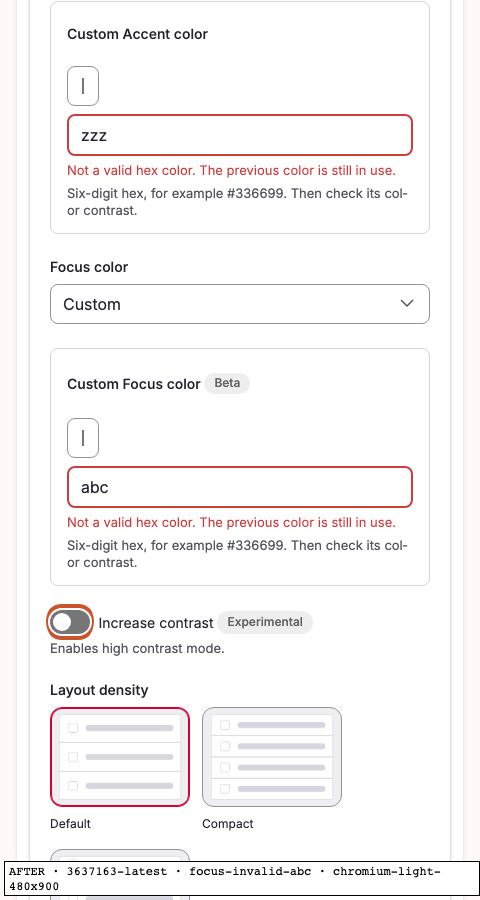 Custom Accent color
zzz
Not a valid hex color. The previous color is still in use.
Six-digit hex, for example #336699. Then check its col-
or contrast.
Focus color
Custom
Custom Focus color Beta
abc
Not a valid hex color. The previous color is still in use.
Six-digit hex, for example #336699. Then check its col-
or contrast.
Increase contrast Experimental
Enables high contrast mode.
Layout density
Default Compact
AFTER · 3637163-latest · focus-invalid-abc · chromium-light-
480x900